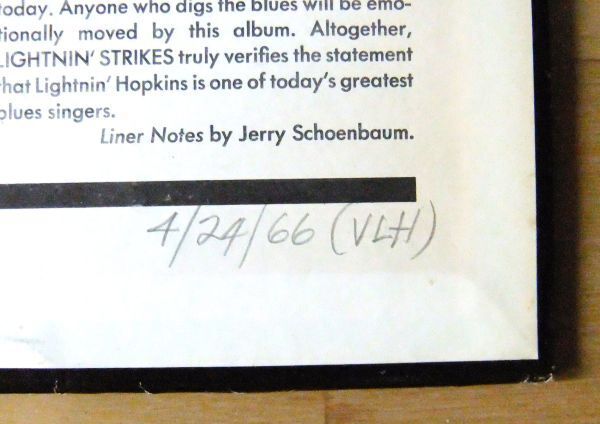 today. Anyone who digs the blues will be emo-
tionally moved by this album. Altogether,
LIGHTNIN' STRIKES truly verifies the statement
that Lightnin' Hopkins is one of today's greatest
blues singers.
Liner Notes by Jerry Schoenbaum.
4/24/66 (VLH)